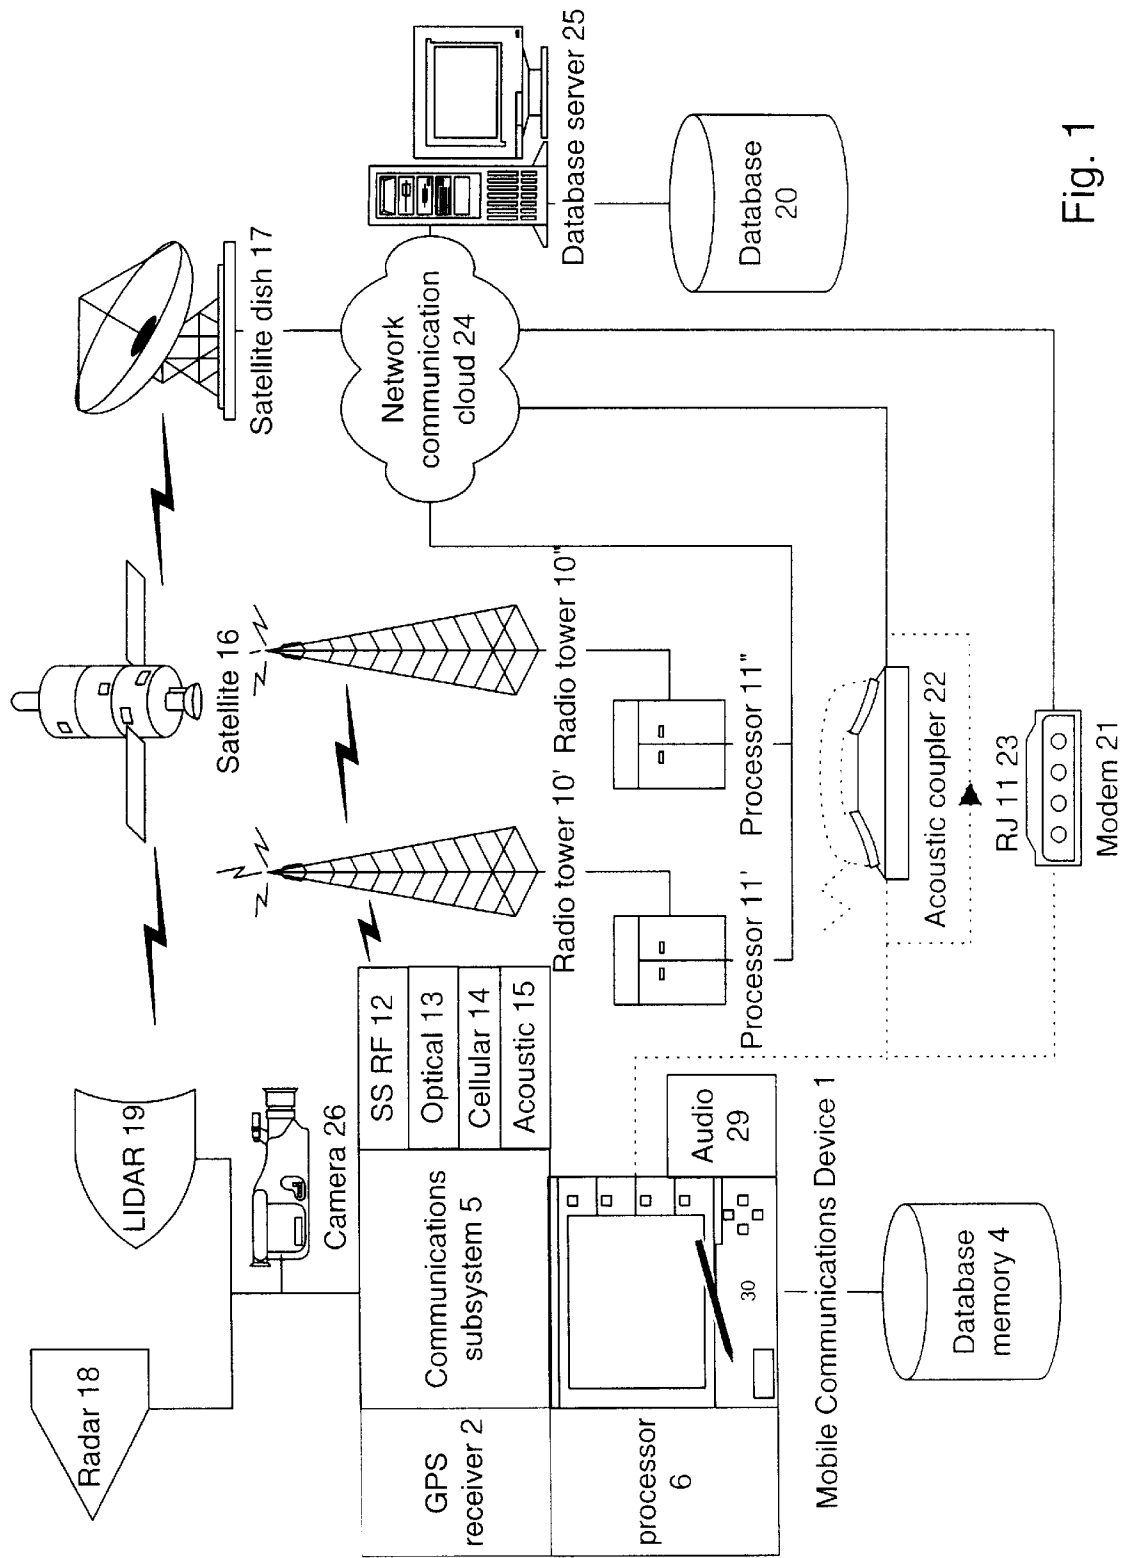 Radar 18
LIDAR 19
Camera 26
Satellite 16
Satellite dish 17
GPS
receiver 2
Communications
subsystem 5
SS RF 12
Optical 13
Cellular 14
Acoustic 15
Radio tower 10'
Radio tower 10"
Network
communication
cloud 24
Database server 25
processor
6
30
Audio
29
Processor 11'
Processor 11"
Database
20
Mobile Communications Device 1
Acoustic coupler 22
Database
memory 4
RJ 11 23
Modem 21
Fig. 1